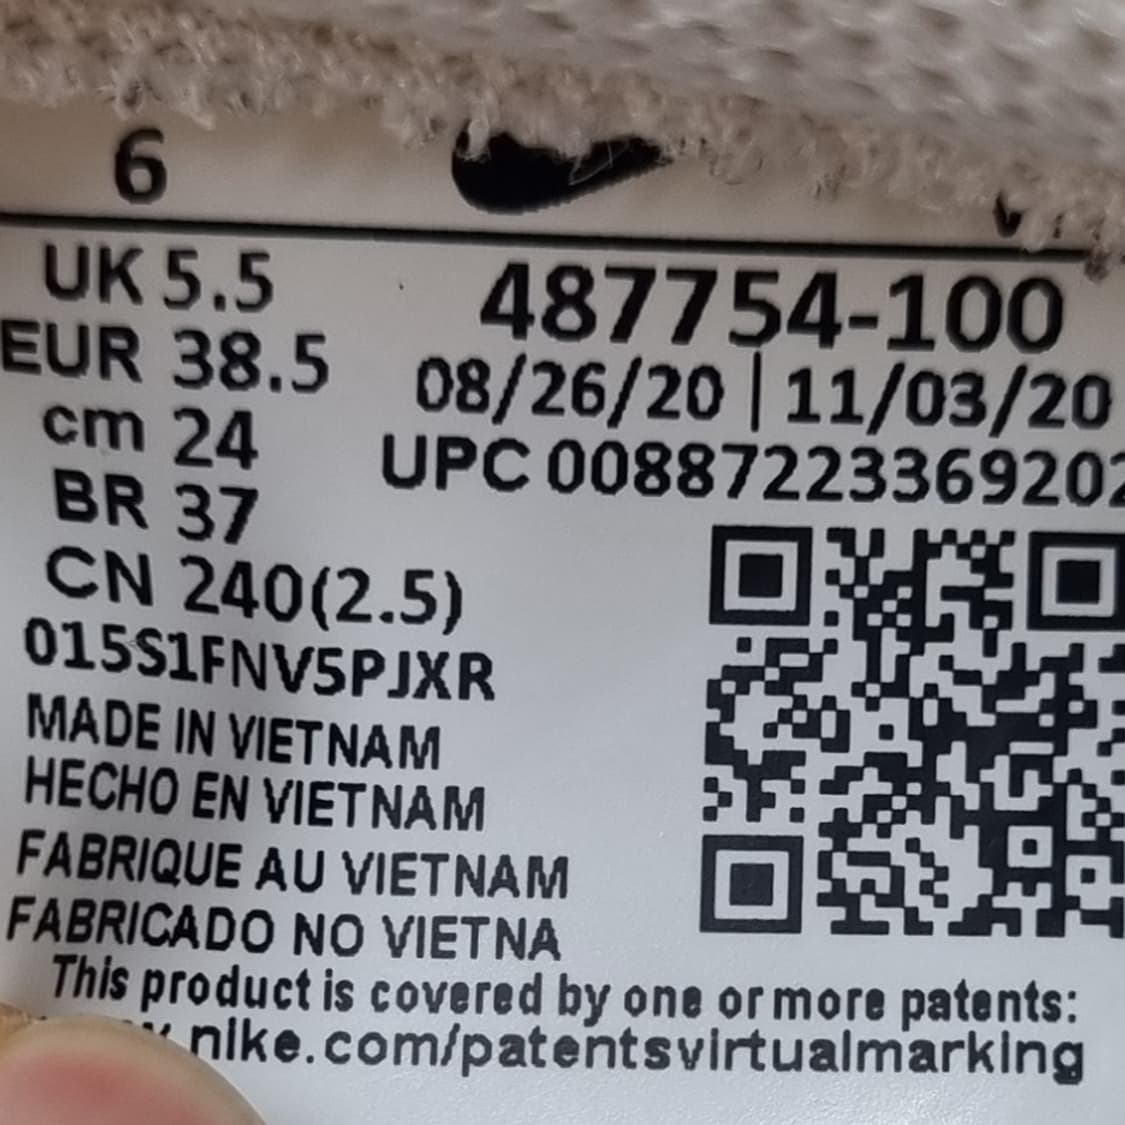 6
UK 5.5
EUR 38.5
cm 24
BR 37
CN 240(2.5)
487754-100
08/26/20 | 11/03/20
UPC 00887223369202
015S1FNV5PJXR
MADE IN VIETNAM
HECHO EN VIETNAM
FABRIQUE AU VIETNAM
FABRICADO NO VIETNA
This product is covered by one or more patents:
.nike.com/patentsvirtualmarking